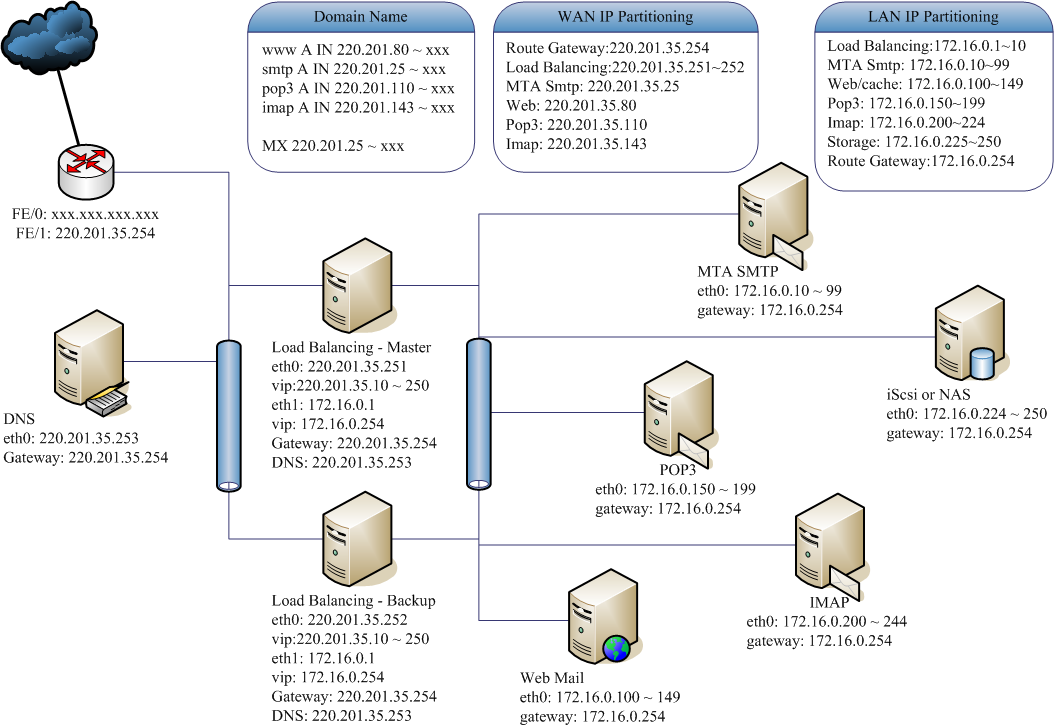 Domain Name
www A IN 220.201.80 ~ xxx
smtp A IN 220.201.25 ~ xxx
pop3 A IN 220.201.110 ~ xxx
imap A IN 220.201.143 ~ xxx
MX 220.201.25 ~ xxx
WAN IP Partitioning
Route Gateway:220.201.35.254
Load Balancing:220.201.35.251~252
MTA Smtp: 220.201.35.25
Web: 220.201.35.80
Pop3: 220.201.35.110
Imap: 220.201.35.143
LAN IP Partitioning
Load Balancing:172.16.0.1~10
MTA Smtp: 172.16.0.10~99
Web/cache: 172.16.0.100~149
Pop3: 172.16.0.150~199
Imap: 172.16.0.200~224
Storage: 172.16.0.225~250
Route Gateway:172.16.0.254
FE/0: xxx.xxx.xxx.xxx
FE/1: 220.201.35.254
MTA SMTP
eth0: 172.16.0.10 ~ 99
gateway: 172.16.0.254
Load Balancing - Master
eth0: 220.201.35.251
vip:220.201.35.10 ~ 250
eth1: 172.16.0.1
vip: 172.16.0.254
Gateway: 220.201.35.254
DNS: 220.201.35.253
DNS
eth0: 220.201.35.253
Gateway: 220.201.35.254
iScsi or NAS
eth0: 172.16.0.224 ~ 250
gateway: 172.16.0.254
POP3
eth0: 172.16.0.150 ~ 199
gateway: 172.16.0.254
Load Balancing - Backup
eth0: 220.201.35.252
vip:220.201.35.10 ~ 250
eth1: 172.16.0.1
vip: 172.16.0.254
Gateway: 220.201.35.254
DNS: 220.201.35.253
IMAP
eth0: 172.16.0.200 ~ 244
gateway: 172.16.0.254
Web Mail
eth0: 172.16.0.100 ~ 149
gateway: 172.16.0.254